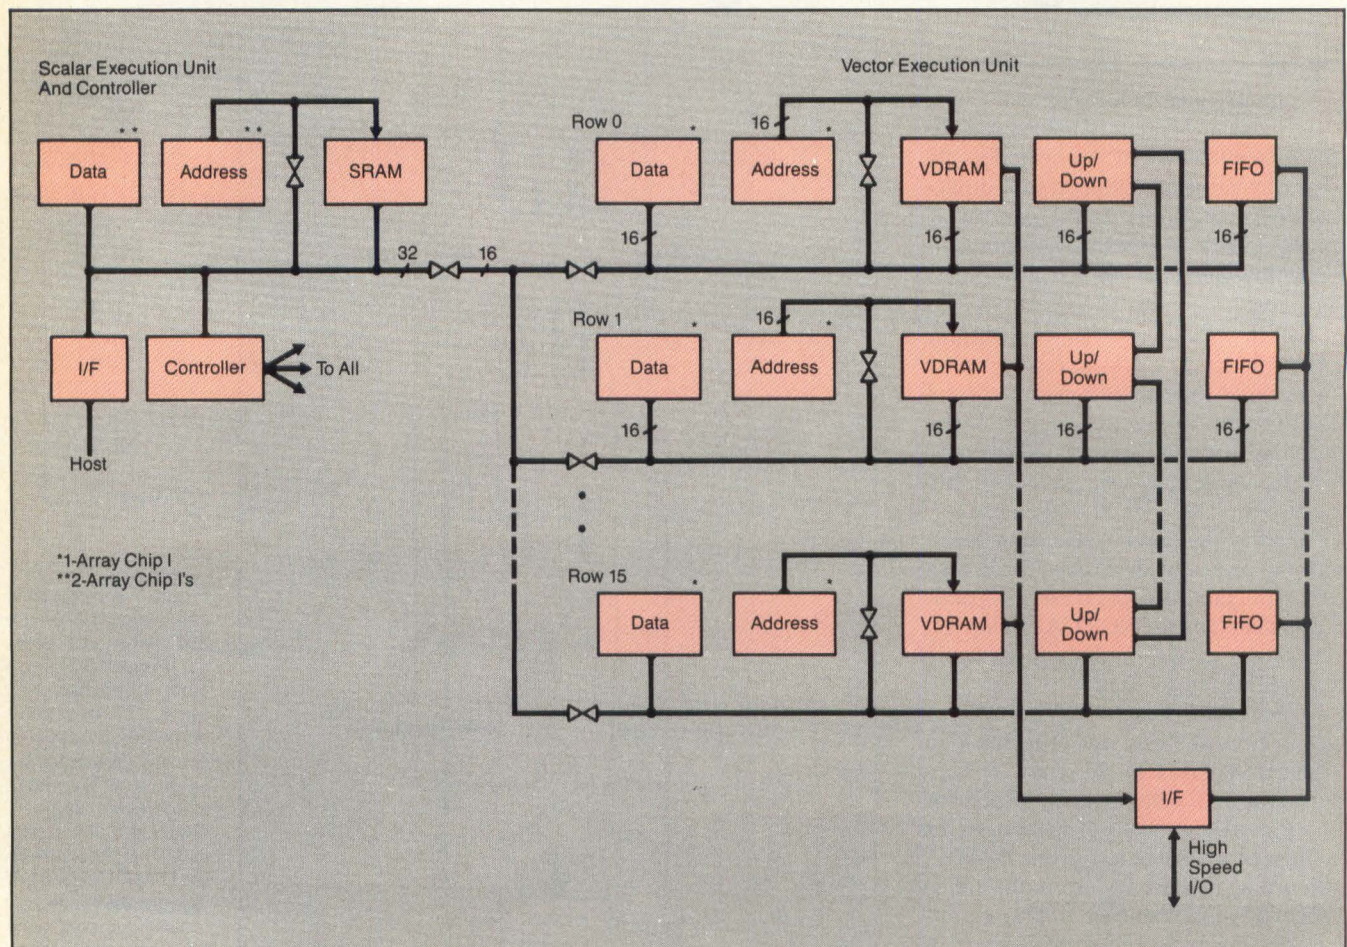 Scalar Execution Unit
And Controller
Vector Execution Unit
Data
**
Address
**
SRAM
32
16
I/F
Controller
To All
Host
*1-Array Chip I
**2-Array Chip I's
Row 0
Data
*
16
16
Address
*
VDRAM
16
Up/
Down
16
FIFO
16
Row 1
Data
*
16
16
Address
*
VDRAM
16
Up/
Down
16
FIFO
16
Row 15
Data
*
Address
*
VDRAM
Up/
Down
FIFO
I/F
High
Speed
I/O